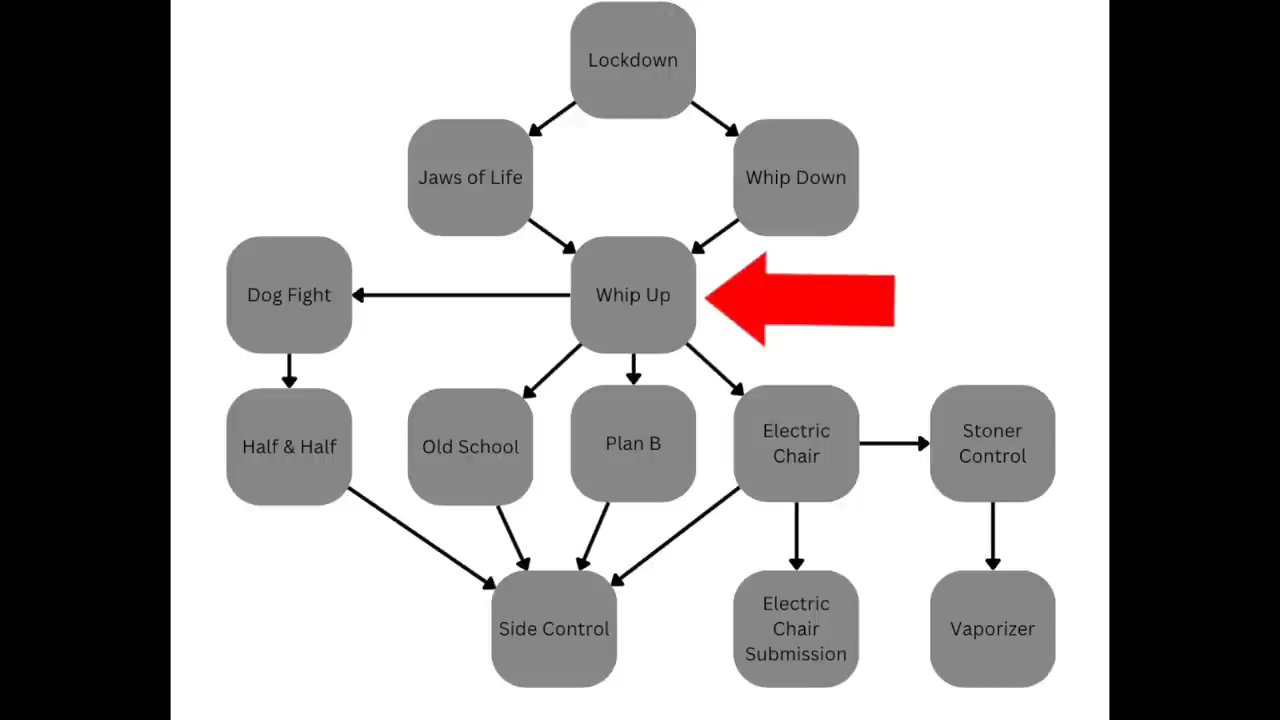 Lockdown
Jaws of Life
Whip Down
Dog Fight
Whip Up
Half & Half
Old School
Plan B
Electric
Chair
Stoner
Control
Side Control
Electric
Chair
Submission
Vaporizer